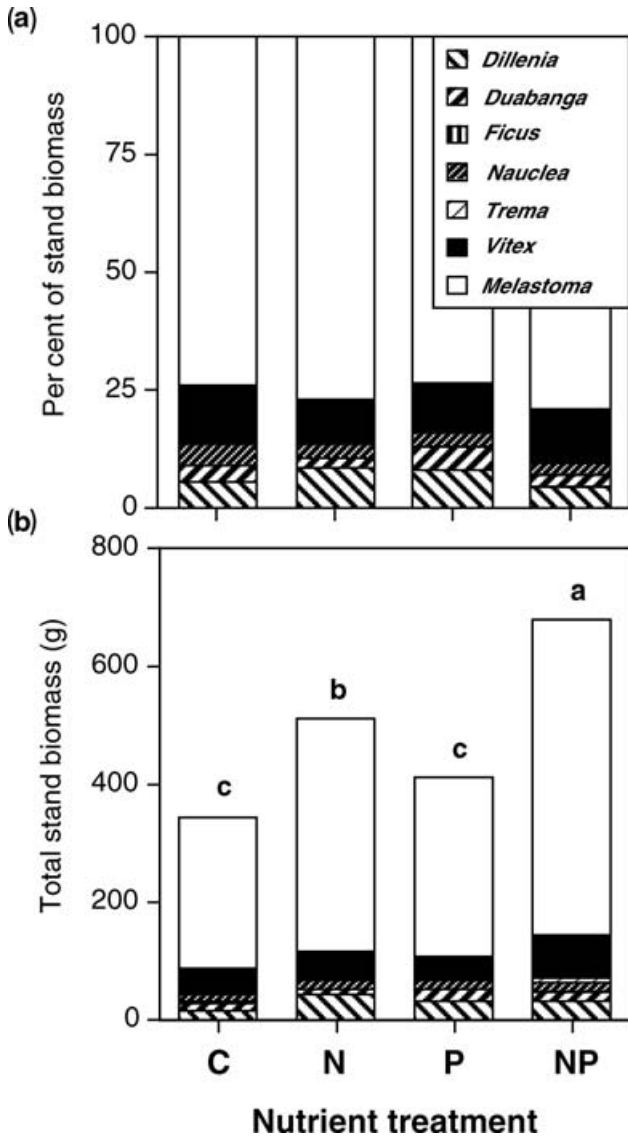 (a)
100
75
50
25
0
Per cent of stand biomass
Dillenia
Duabanga
Ficus
Nauclea
Trema
Vitex
Melastoma
(b)
800
600
400
200
0
Total stand biomass (g)
c
b
c
a
C N P NP
Nutrient treatment